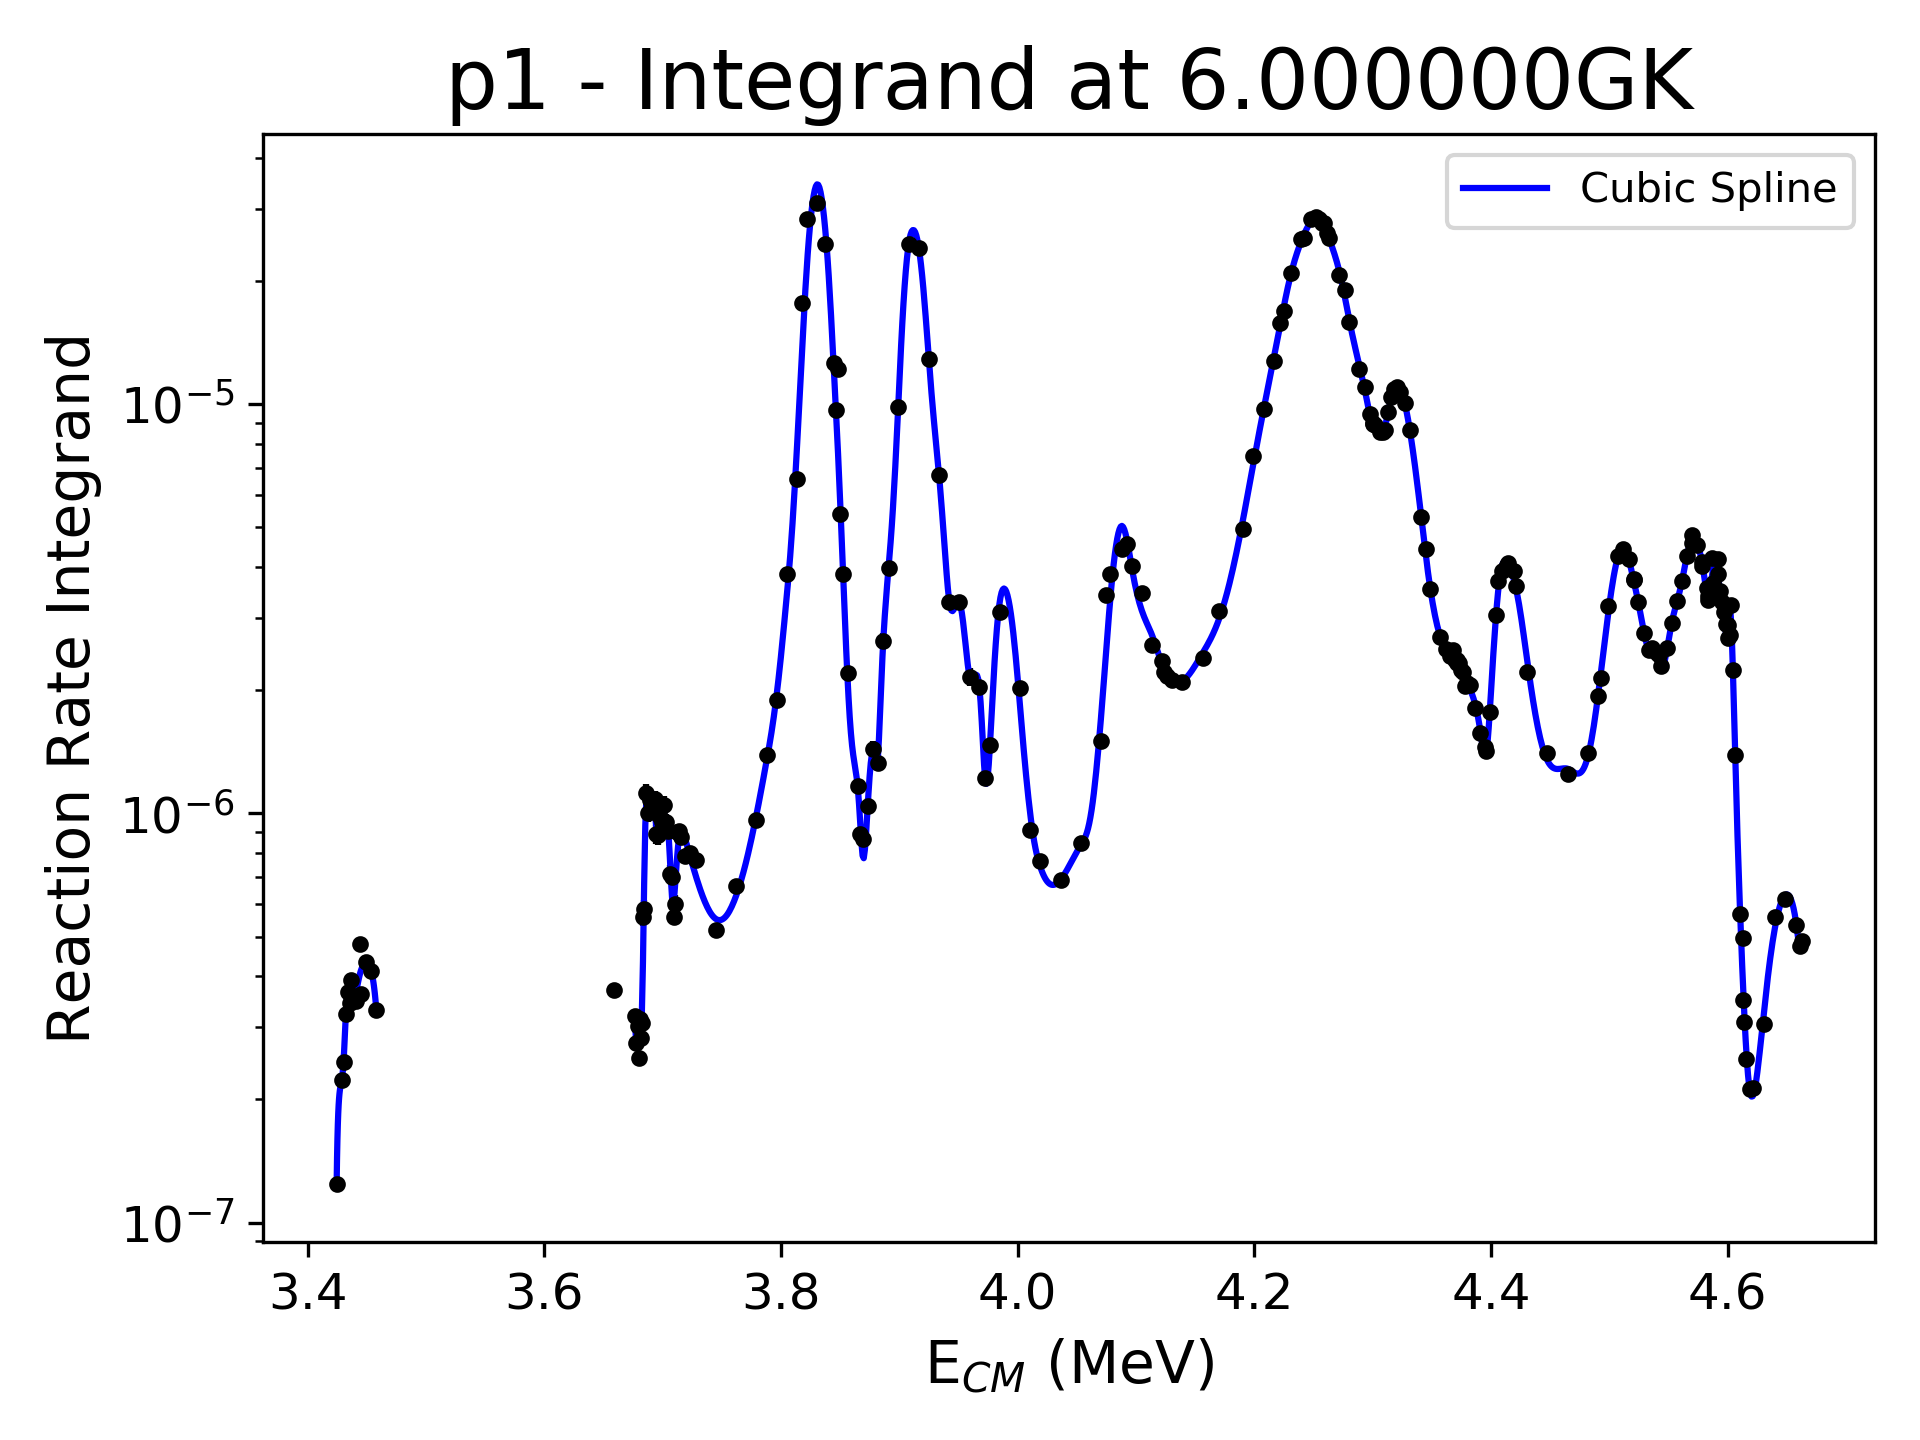 p1 - Integrand at 6.000000GK
Cubic Spline
Reaction Rate Integrand
10⁻⁵
10⁻⁶
10⁻⁷
3.4 3.6 3.8 4.0 4.2 4.4 4.6
E_CM (MeV)